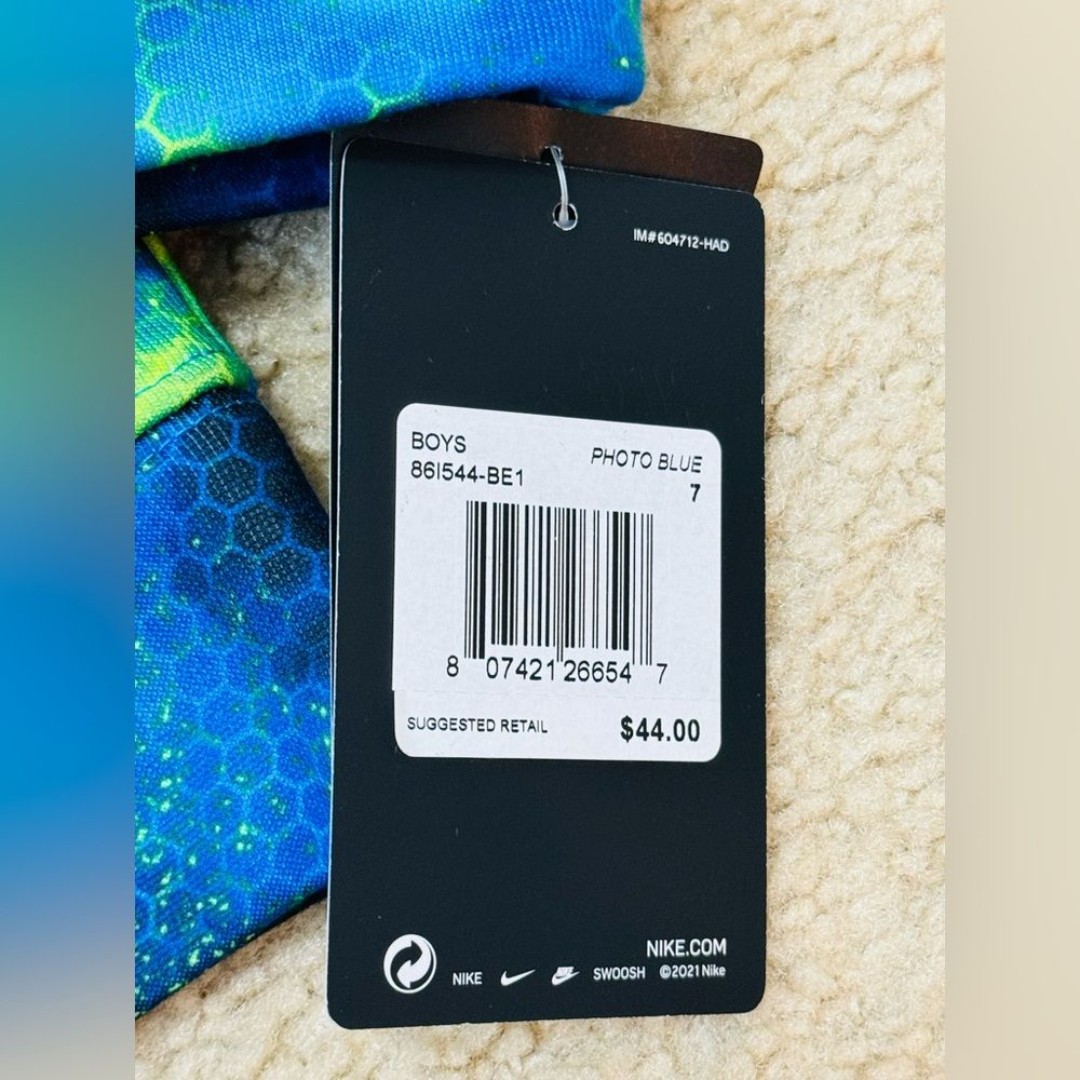 IM#604712-HAD
BOYS
86I544-BE1
PHOTO BLUE
7
8 07421 26654 7
SUGGESTED RETAIL $44.00
NIKE.COM
NIKE SWOOSH ©2021 Nike